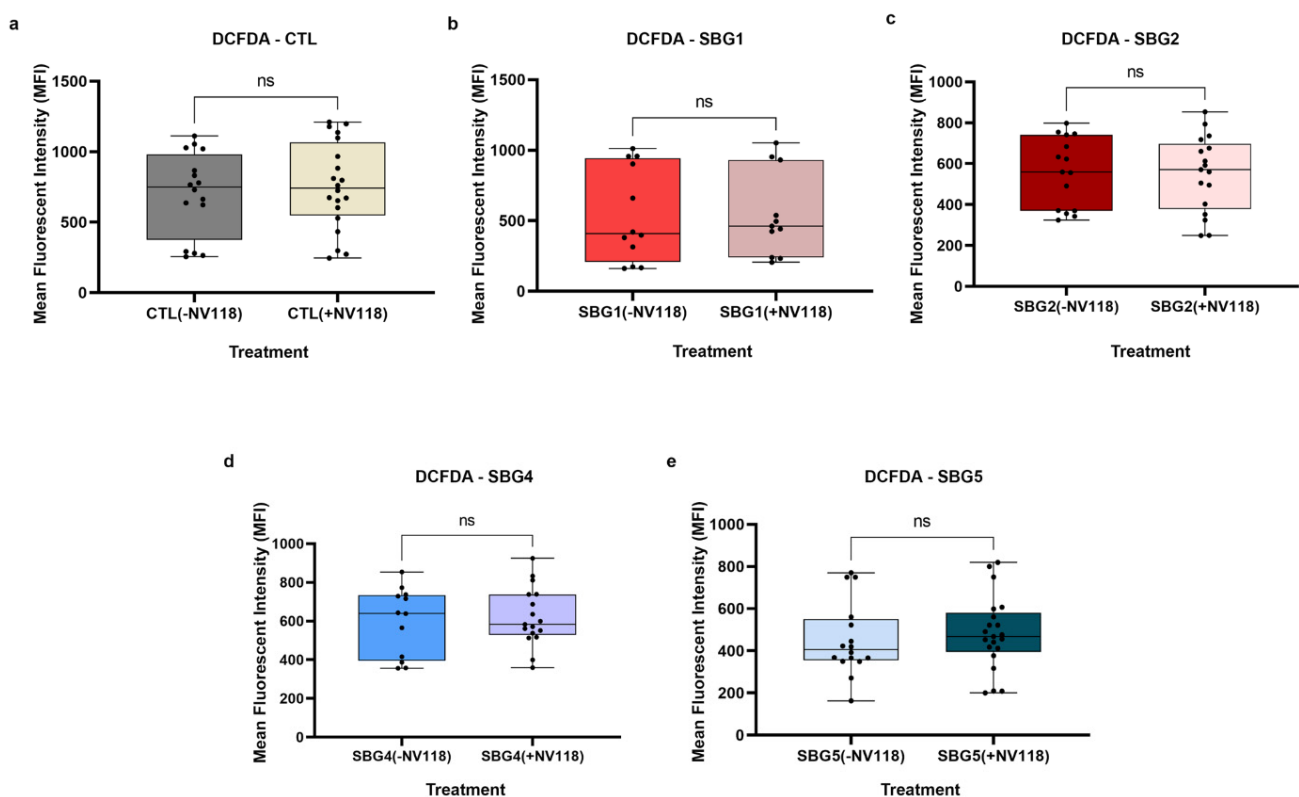 a
DCFDA - CTL
Mean Fluorescent Intensity (MFI)
1500
1000
500
0
ns
CTL(-NV118)
CTL(+NV118)
Treatment
b
DCFDA - SBG1
Mean Fluorescent Intensity (MFI)
1500
1000
500
0
ns
SBG1(-NV118)
SBG1(+NV118)
Treatment
c
DCFDA - SBG2
Mean Fluorescent Intensity (MFI)
1000
800
600
400
200
0
ns
SBG2(-NV118)
SBG2(+NV118)
Treatment
d
DCFDA - SBG4
Mean Fluorescent Intensity (MFI)
1000
800
600
400
200
0
ns
SBG4(-NV118)
SBG4(+NV118)
Treatment
e
DCFDA - SBG5
Mean Fluorescent Intensity (MFI)
1000
800
600
400
200
0
ns
SBG5(-NV118)
SBG5(+NV118)
Treatment